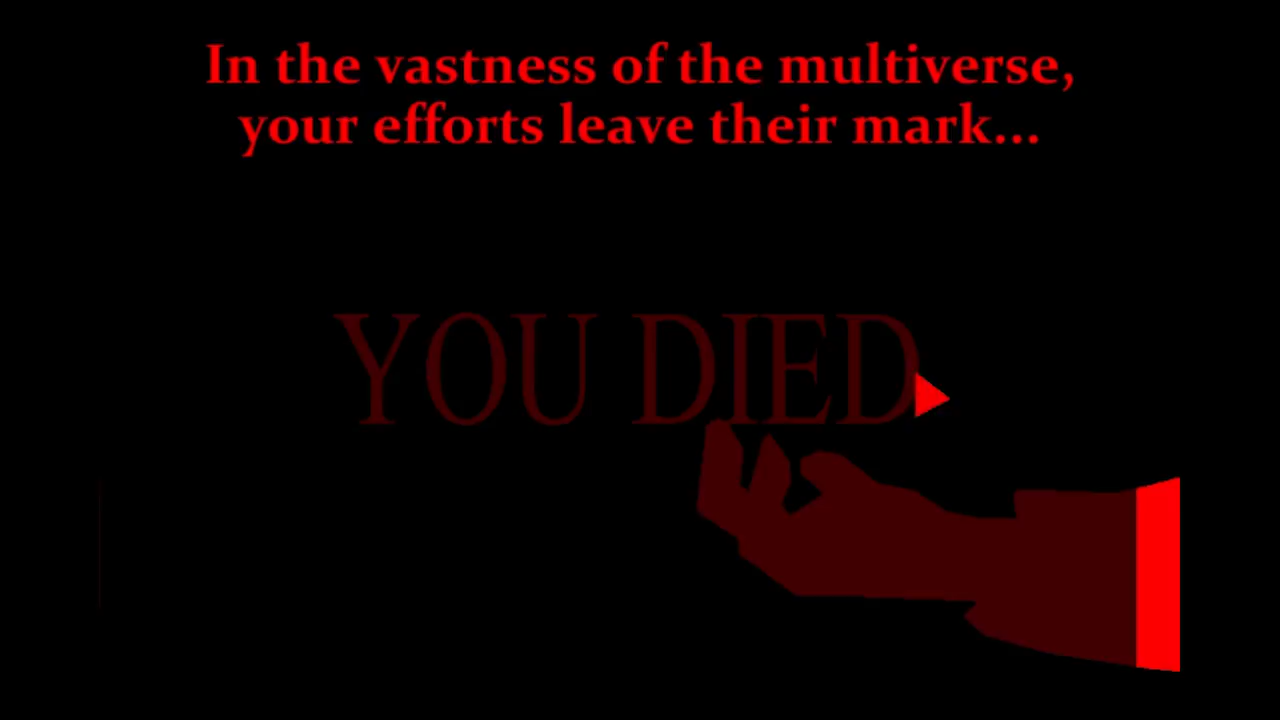 In the vastness of the multiverse,
your efforts leave their mark...
YOU DIED